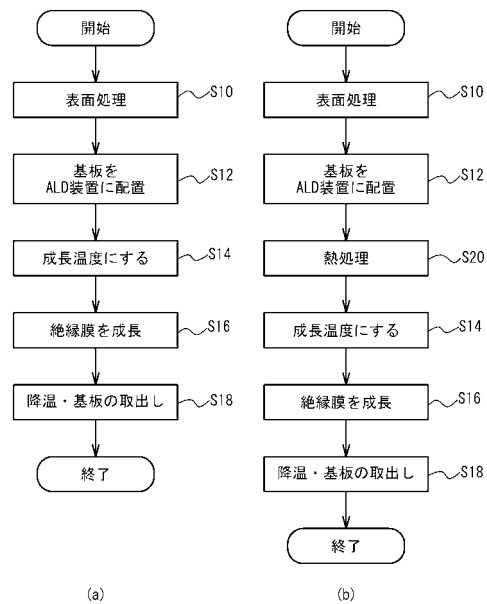 開始
表面処理
S10
基板を
ALD装置に配置
S12
成長温度にする
S14
絶縁膜を成長
S16
降温・基板の取出し
S18
終了
(a)
開始
表面処理
S10
基板を
ALD装置に配置
S12
熱処理
S20
成長温度にする
S14
絶縁膜を成長
S16
降温・基板の取出し
S18
終了
(b)